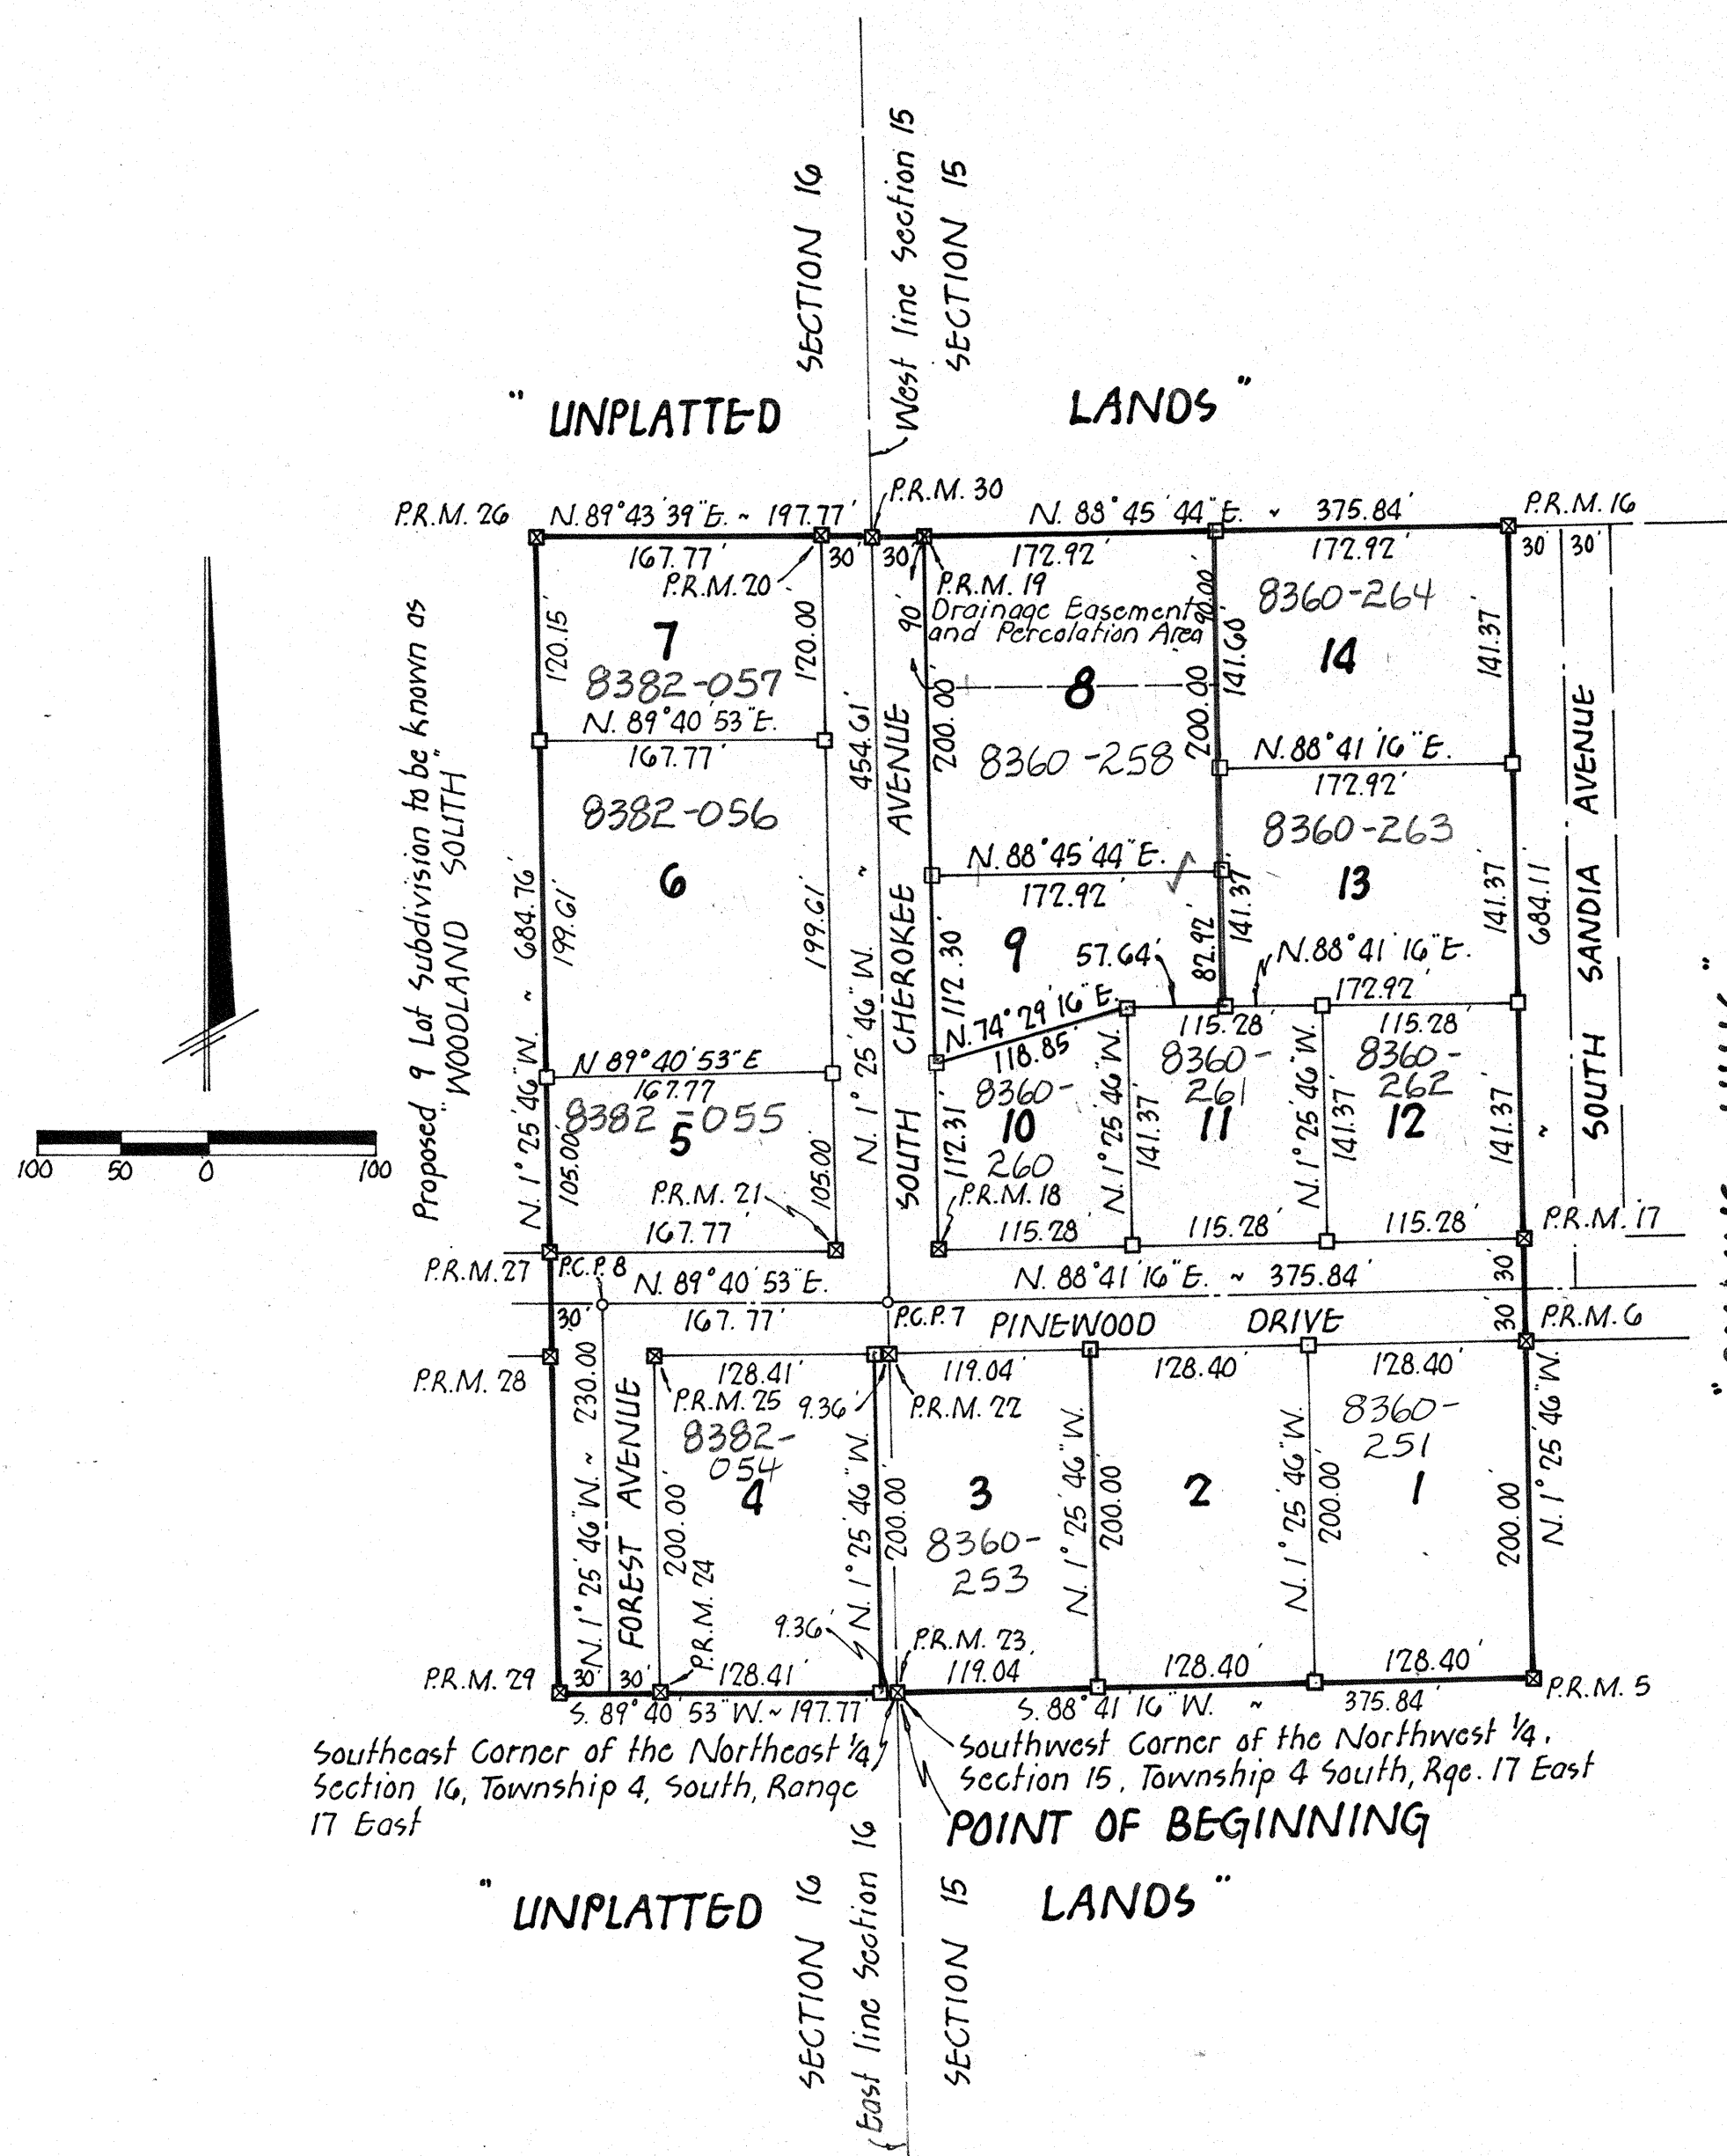 SECTION 16
West line Section 15
SECTION 15
" UNPLATTED LANDS "
P.R.M. 30
P.R.M. 26
N. 89° 43' 39" E. ~ 197.77'
N. 88° 45' 44" E. ~ 375.84'
P.R.M. 16
167.77'
30'
30'
172.92'
172.92'
30'
30'
P.R.M. 20
P.R.M. 19
Drainage Easement
and Percolation Area
90'
90.00'
8360-264
14
120.15'
7
120.00
8382-057
141.60'
141.37'
8
N. 89° 40' 53" E.
167.77'
454.61'
200.00'
200.00
8360-258
N. 88° 41' 16" E.
172.92'
8382-056
6
8360-263
13
Proposed 9 Lot Subdivision to be known as
"WOODLAND SOUTH"
N. 1° 25' 46" W. ~ 684.76'
199.61'
199.61'
N. 1° 25' 46" W. ~
SOUTH CHEROKEE AVENUE
N. 88° 45' 44" E.
172.92'
141.37'
141.37'
684.11' ~
SOUTH SANDIA AVENUE
9
57.64'
82.92'
N. 88° 41' 16" E.
172.92'
112.30'
N. 74° 29' 16" E.
118.85'
115.28'
115.28'
N 89° 40' 53" E
167.77
8382-055
5
105.00'
105.00'
8360-
10
260
112.31'
N. 1° 25' 46" W.
141.37'
8360-
261
11
N. 1° 25' 46" W.
141.37'
8360-
262
12
141.37'
100 50 0 100
P.R.M. 21
167.77'
P.R.M. 18
115.28'
115.28'
115.28'
P.R.M. 17
P.R.M. 27
P.C.P. 8
N. 89° 40' 53" E.
N. 88° 41' 16" E. ~ 375.84'
30'
30'
167.77'
P.C.P. 7
PINEWOOD DRIVE
30'
P.R.M. 6
P.R.M. 28
128.41'
119.04'
128.40'
128.40'
P.R.M. 25
9.36'
P.R.M. 22
N. 1° 25' 46" W. ~ 230.00
FOREST AVENUE
200.00'
8382-
054
4
N. 1° 25' 46" W.
200.00'
3
8360-
253
N. 1° 25' 46" W.
200.00'
2
N. 1° 25' 46" W.
200.00'
8360-
251
1
200.00'
N. 1° 25' 46" W.
P.R.M. 24
9.36'
P.R.M. 23
P.R.M. 29
30'
30'
128.41'
119.04'
128.40'
128.40'
P.R.M. 5
S. 89° 40' 53" W. ~ 197.77'
S. 88° 41' 16" W. ~ 375.84'
Southeast Corner of the Northeast ¼,
Section 16, Township 4, South, Range
17 East
Southwest Corner of the Northwest ¼,
Section 15, Township 4 South, Rge. 17 East
POINT OF BEGINNING
" UNPLATTED LANDS "
SECTION 16
East line Section 16
SECTION 15